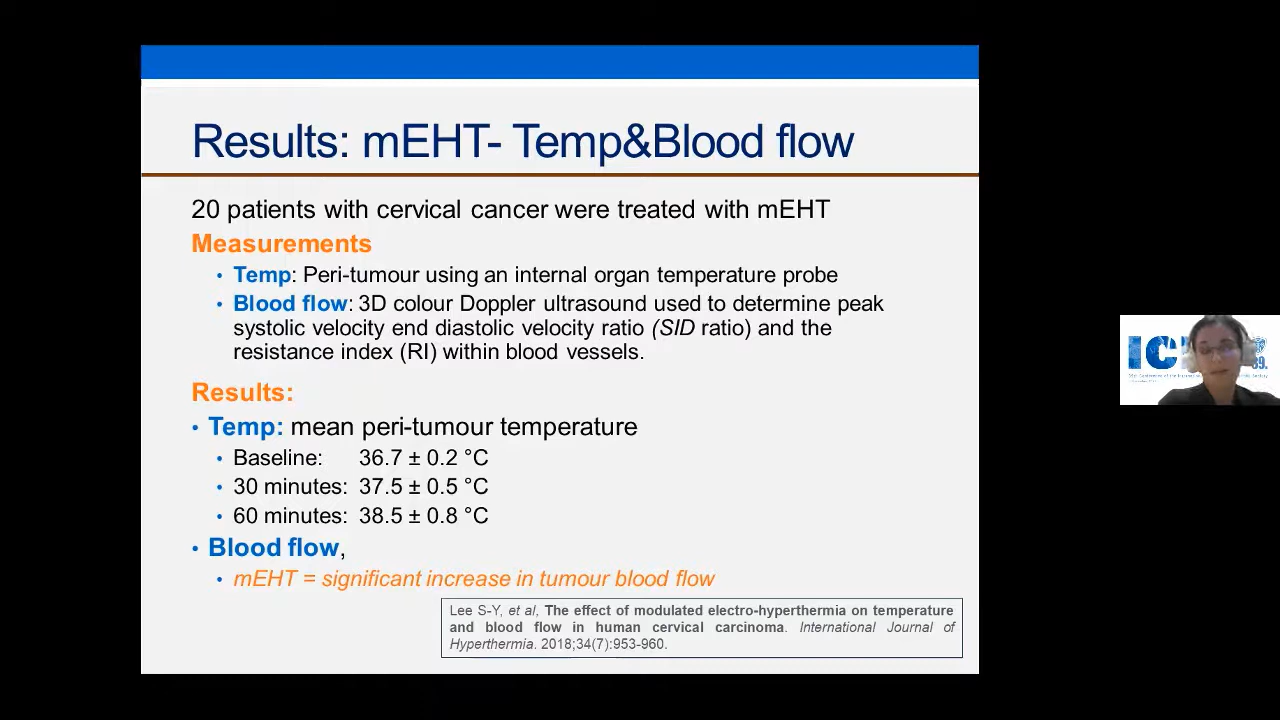 Results: mEHT- Temp&Blood flow
20 patients with cervical cancer were treated with mEHT
Measurements
• Temp: Peri-tumour using an internal organ temperature probe
• Blood flow: 3D colour Doppler ultrasound used to determine peak
systolic velocity end diastolic velocity ratio (SID ratio) and the
resistance index (RI) within blood vessels.
Results:
• Temp: mean peri-tumour temperature
• Baseline: 36.7 ± 0.2 °C
• 30 minutes: 37.5 ± 0.5 °C
• 60 minutes: 38.5 ± 0.8 °C
• Blood flow,
• mEHT = significant increase in tumour blood flow
Lee S-Y, et al, The effect of modulated electro-hyperthermia on temperature
and blood flow in human cervical carcinoma. International Journal of
Hyperthermia. 2018;34(7):953-960.